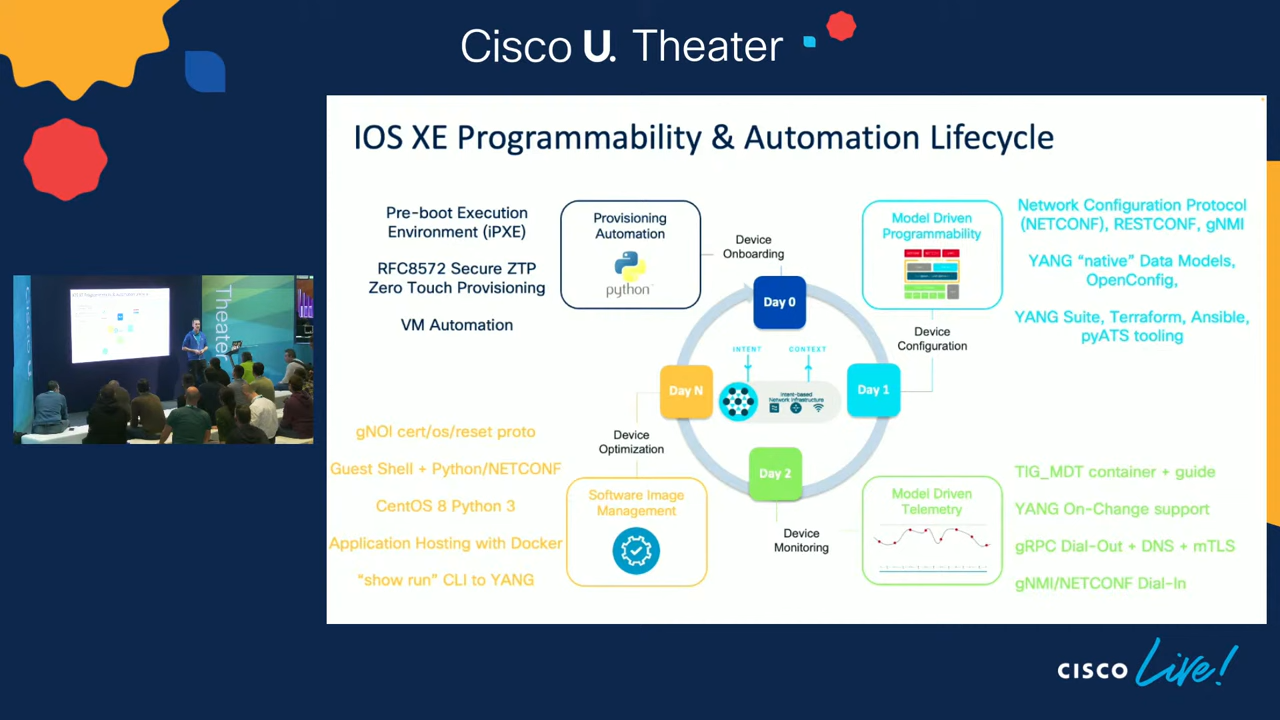 Cisco U. Theater
IOS XE Programmability & Automation Lifecycle
Pre-boot Execution
Environment (iPXE)
RFC8572 Secure ZTP
Zero Touch Provisioning
VM Automation
Provisioning
Automation
python
Device
Onboarding
Day 0
Model Driven
Programmability
Network Configuration Protocol
(NETCONF), RESTCONF, gNMI
YANG “native” Data Models,
OpenConfig,
YANG Suite, Terraform, Ansible,
pyATS tooling
Device
Configuration
INTENT
CONTEXT
Day N
Intent-based
Network Infrastructure
Day 1
Device
Optimization
gNOI cert/os/reset proto
Guest Shell + Python/NETCONF
CentOS 8 Python 3
Application Hosting with Docker
“show run” CLI to YANG
Software Image
Management
Day 2
Device
Monitoring
Model Driven
Telemetry
TIG_MDT container + guide
YANG On-Change support
gRPC Dial-Out + DNS + mTLS
gNMI/NETCONF Dial-In
Theater
CISCO Live!